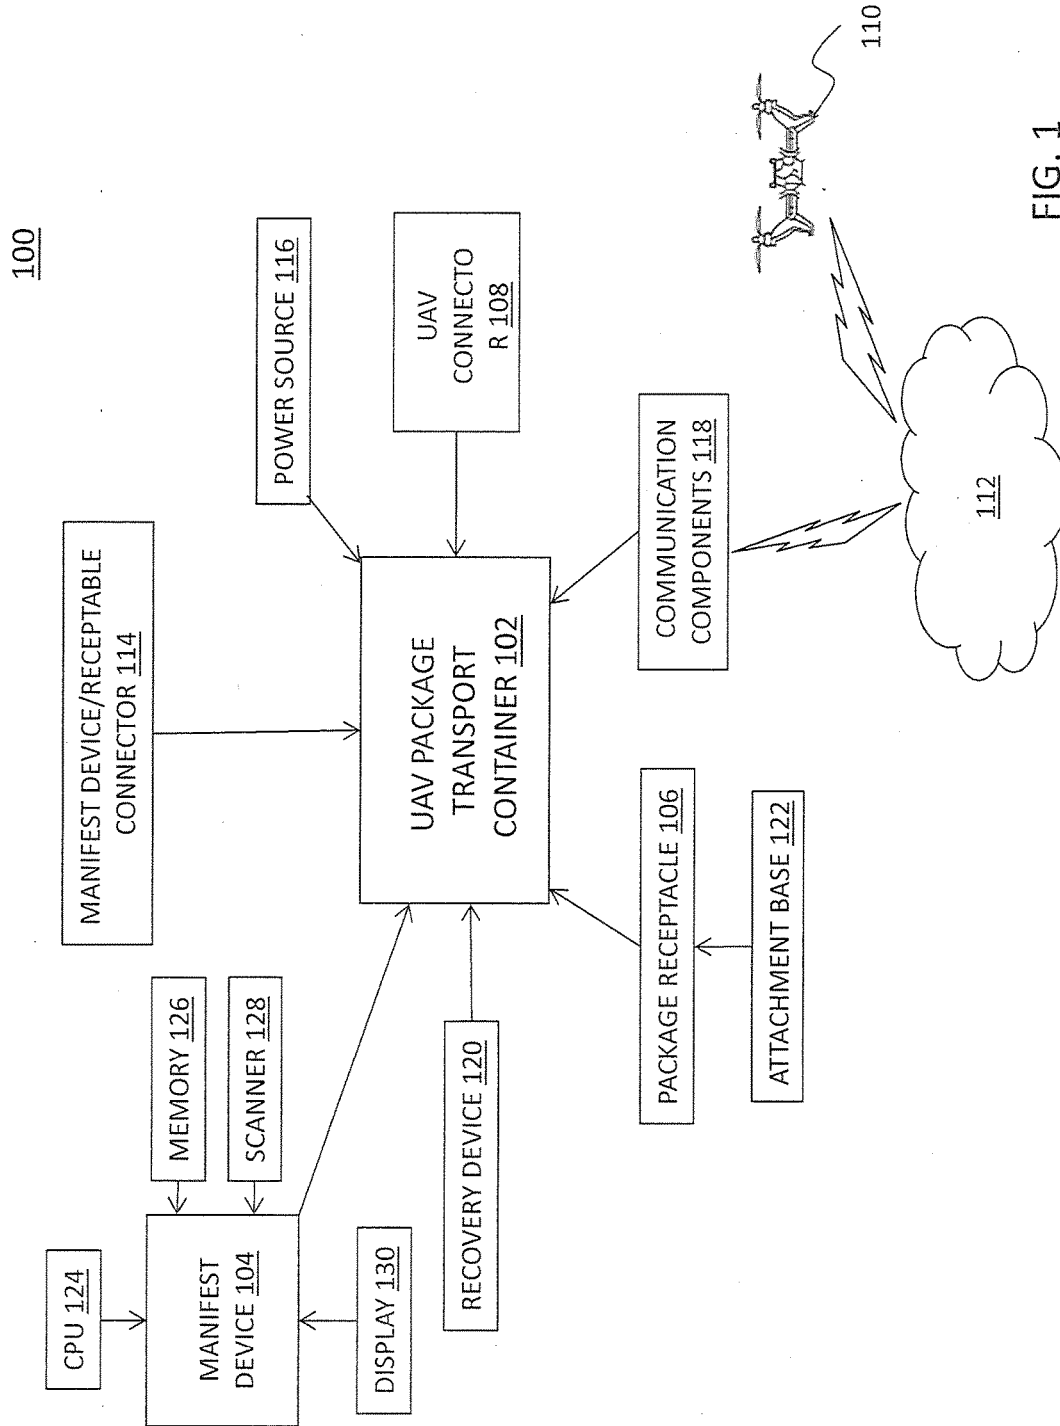 100
CPU 124
MEMORY 126
SCANNER 128
MANIFEST
DEVICE 104
DISPLAY 130
MANIFEST DEVICE/RECEPTABLE
CONNECTOR 114
POWER SOURCE 116
UAV
CONNECTO
R 108
UAV PACKAGE
TRANSPORT
CONTAINER 102
RECOVERY DEVICE 120
PACKAGE RECEPTACLE 106
ATTACHMENT BASE 122
COMMUNICATION
COMPONENTS 118
112
110
FIG. 1